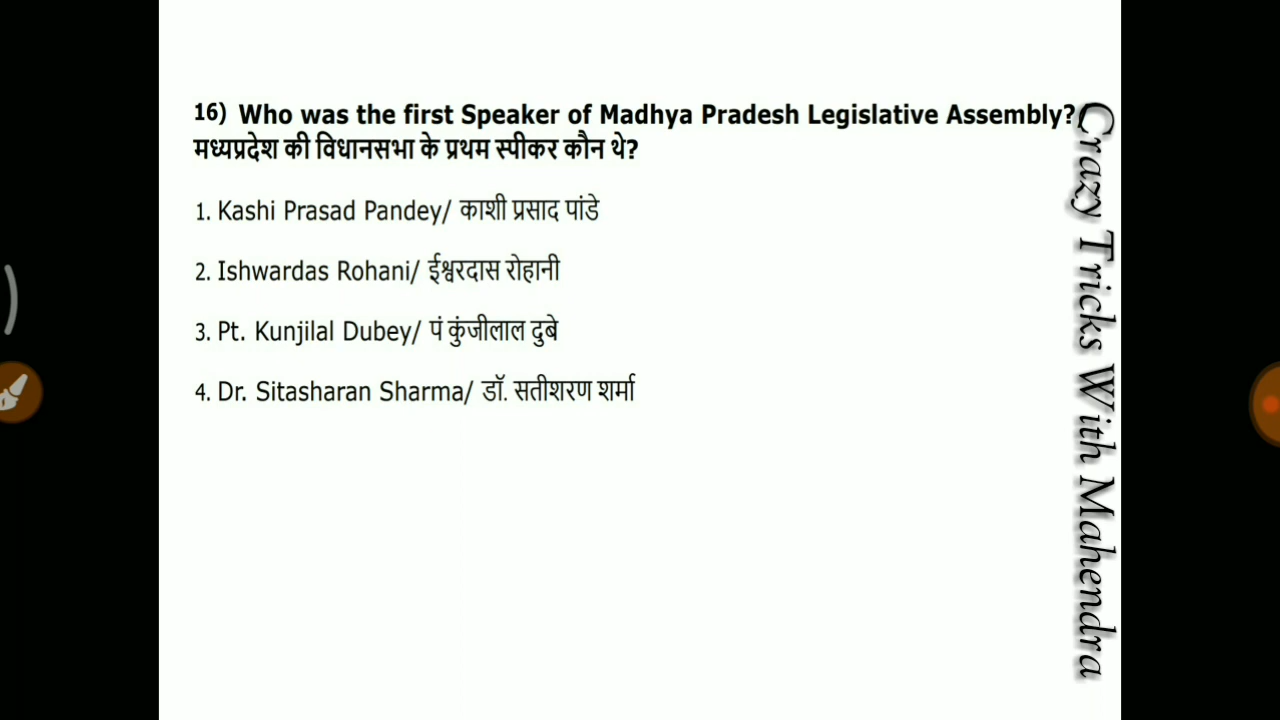 16) Who was the first Speaker of Madhya Pradesh Legislative Assembly?/
मध्यप्रदेश की विधानसभा के प्रथम स्पीकर कौन थे?
1. Kashi Prasad Pandey/ काशी प्रसाद पांडे
2. Ishwardas Rohani/ ईश्वरदास रोहानी
3. Pt. Kunjilal Dubey/ पं कुंजीलाल दुबे
4. Dr. Sitasharan Sharma/ डॉ. सतीशरण शर्मा
Crazy Tricks With Mahendra